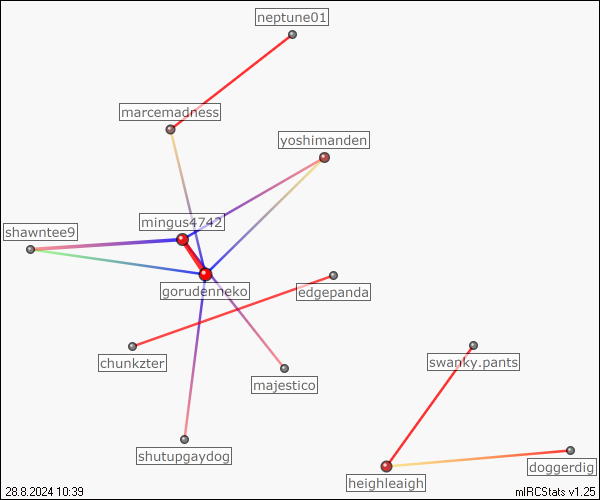 neptune01
marcemadness
yoshimanden
mingus4742
shawntee9
gorudenneko
edgepanda
chunkzter
swanky.pants
majestico
shutupgaydog
doggerdig
heighleaigh
28.8.2024 10:39
mIRCStats v1.25